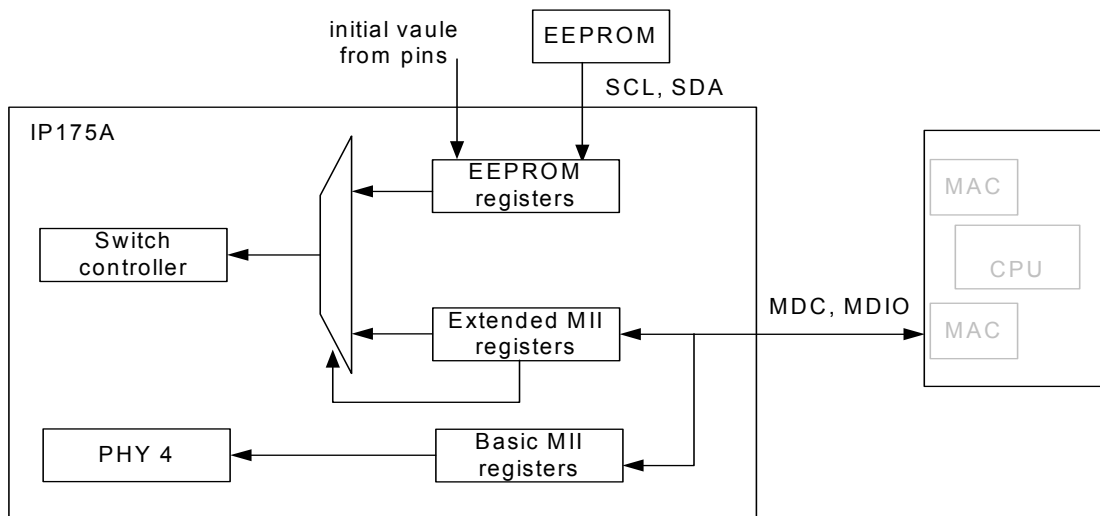 initial vaule
from pins
EEPROM
SCL, SDA
IP175A
EEPROM
registers
MAC
Switch
controller
CPU
MDC, MDIO
Extended MII
registers
MAC
PHY 4
Basic MII
registers